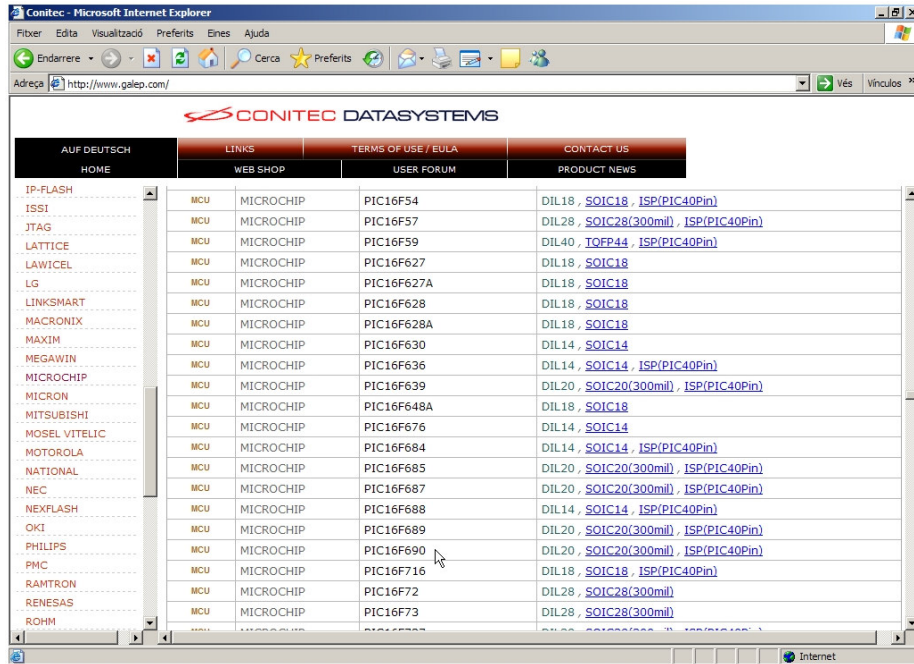 Conitec - Microsoft Internet Explorer
Fitxer Edita Visualització Preferits Eines Ajuda
Endarrere Cerca Preferits
Adreça http://www.galep.com/ Vés Vínculos »
CONITEC DATASYSTEMS
AUF DEUTSCH LINKS TERMS OF USE / EULA CONTACT US
HOME WEB SHOP USER FORUM PRODUCT NEWS
IP-FLASH
ISSI
JTAG
LATTICE
LAWICEL
LG
LINKSMART
MACRONIX
MAXIM
MEGAWIN
MICROCHIP
MICRON
MITSUBISHI
MOSEL VITELIC
MOTOROLA
NATIONAL
NEC
NEXFLASH
OKI
PHILIPS
PMC
RAMTRON
RENESAS
ROHM
MCU MICROCHIP PIC16F54 DIL18 , SOIC18 , ISP(PIC40Pin)
MCU MICROCHIP PIC16F57 DIL28 , SOIC28(300mil) , ISP(PIC40Pin)
MCU MICROCHIP PIC16F59 DIL40 , TQFP44 , ISP(PIC40Pin)
MCU MICROCHIP PIC16F627 DIL18 , SOIC18
MCU MICROCHIP PIC16F627A DIL18 , SOIC18
MCU MICROCHIP PIC16F628 DIL18 , SOIC18
MCU MICROCHIP PIC16F628A DIL18 , SOIC18
MCU MICROCHIP PIC16F630 DIL14 , SOIC14
MCU MICROCHIP PIC16F636 DIL14 , SOIC14 , ISP(PIC40Pin)
MCU MICROCHIP PIC16F639 DIL20 , SOIC20(300mil) , ISP(PIC40Pin)
MCU MICROCHIP PIC16F648A DIL18 , SOIC18
MCU MICROCHIP PIC16F676 DIL14 , SOIC14
MCU MICROCHIP PIC16F684 DIL14 , SOIC14 , ISP(PIC40Pin)
MCU MICROCHIP PIC16F685 DIL20 , SOIC20(300mil) , ISP(PIC40Pin)
MCU MICROCHIP PIC16F687 DIL20 , SOIC20(300mil) , ISP(PIC40Pin)
MCU MICROCHIP PIC16F688 DIL14 , SOIC14 , ISP(PIC40Pin)
MCU MICROCHIP PIC16F689 DIL20 , SOIC20(300mil) , ISP(PIC40Pin)
MCU MICROCHIP PIC16F690 DIL20 , SOIC20(300mil) , ISP(PIC40Pin)
MCU MICROCHIP PIC16F716 DIL18 , SOIC18 , ISP(PIC40Pin)
MCU MICROCHIP PIC16F72 DIL28 , SOIC28(300mil)
MCU MICROCHIP PIC16F73 DIL28 , SOIC28(300mil)
Internet